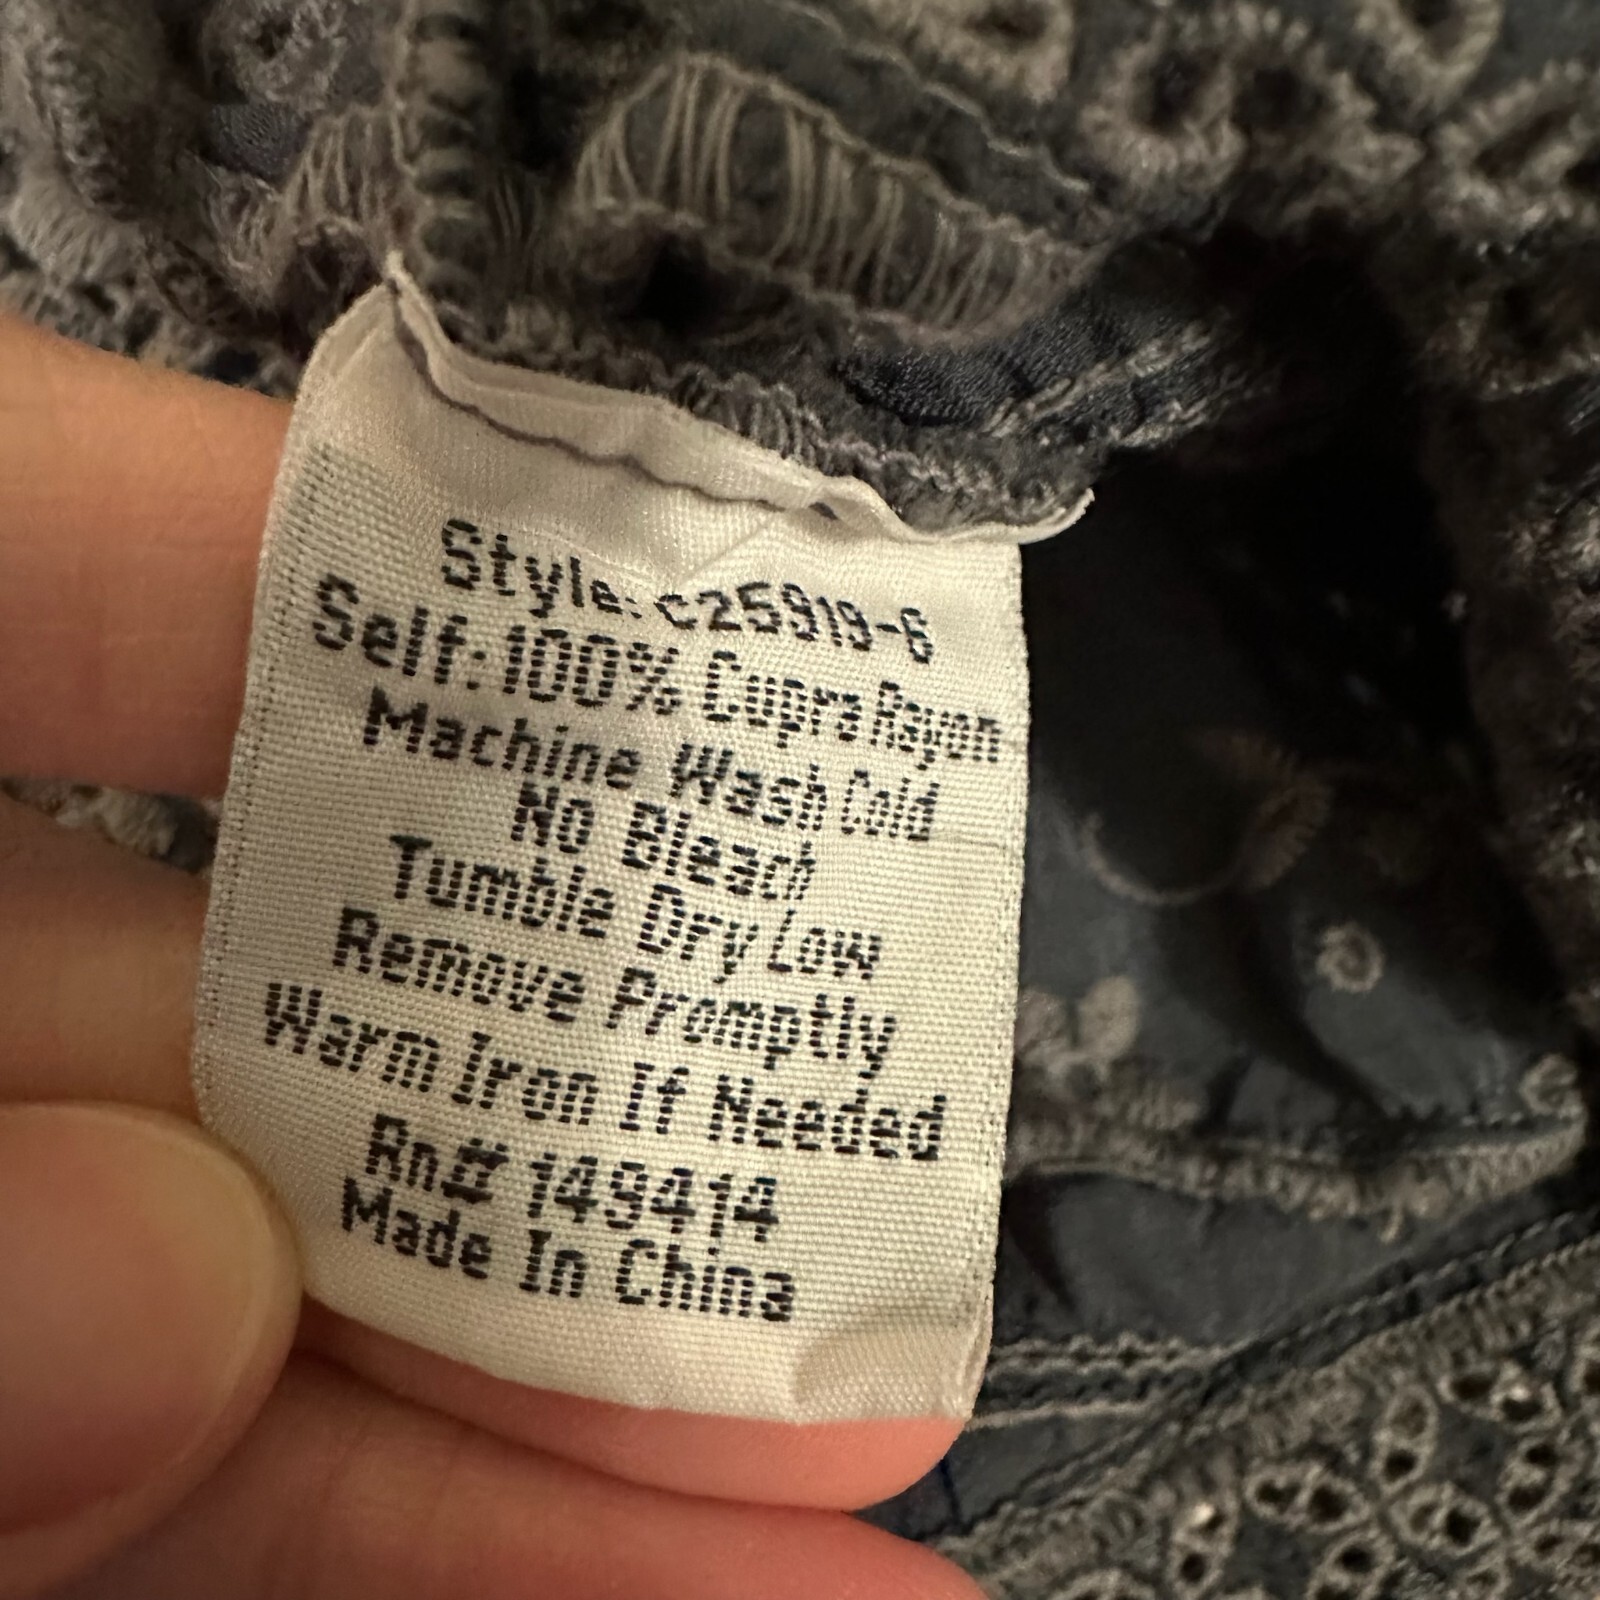 Style: c25919-6
Self: 100% Cupra Rayon
Machine Wash Cold
No Bleach
Tumble Dry Low
Remove Promptly
Warm Iron If Needed
Rn# 149414
Made In China